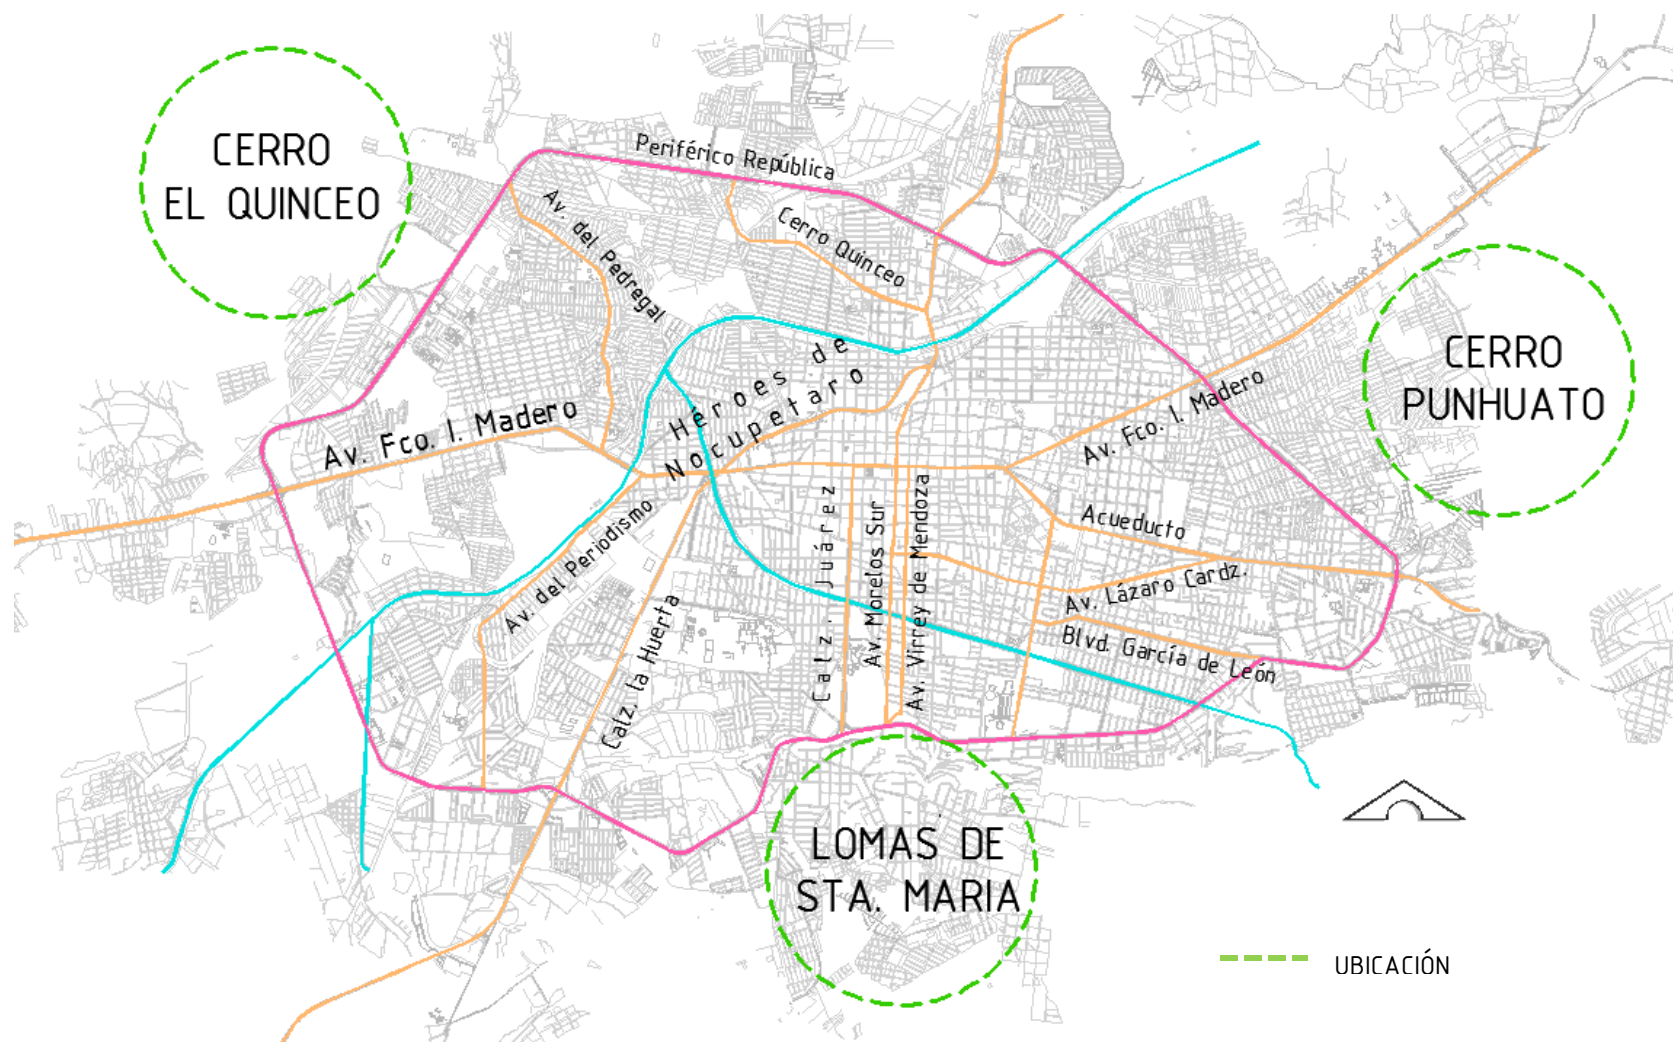 CERRO
EL QUINCEO
Periférico República
Av. del Pedregal
Cerro Quinceo
CERRO
PUNHUATO
Héroes de
Nocupetaro
Av. Fco. I. Madero
Av. Fco. I. Madero
Acueducto
Av. del Periodismo
Calz. Juárez
Av. Morelos Sur
Av. Virrey de Mendoza
Av. Lázaro Cardz.
Blvd. García de León
Calz. la Huerta
LOMAS DE
STA. MARIA
UBICACIÓN